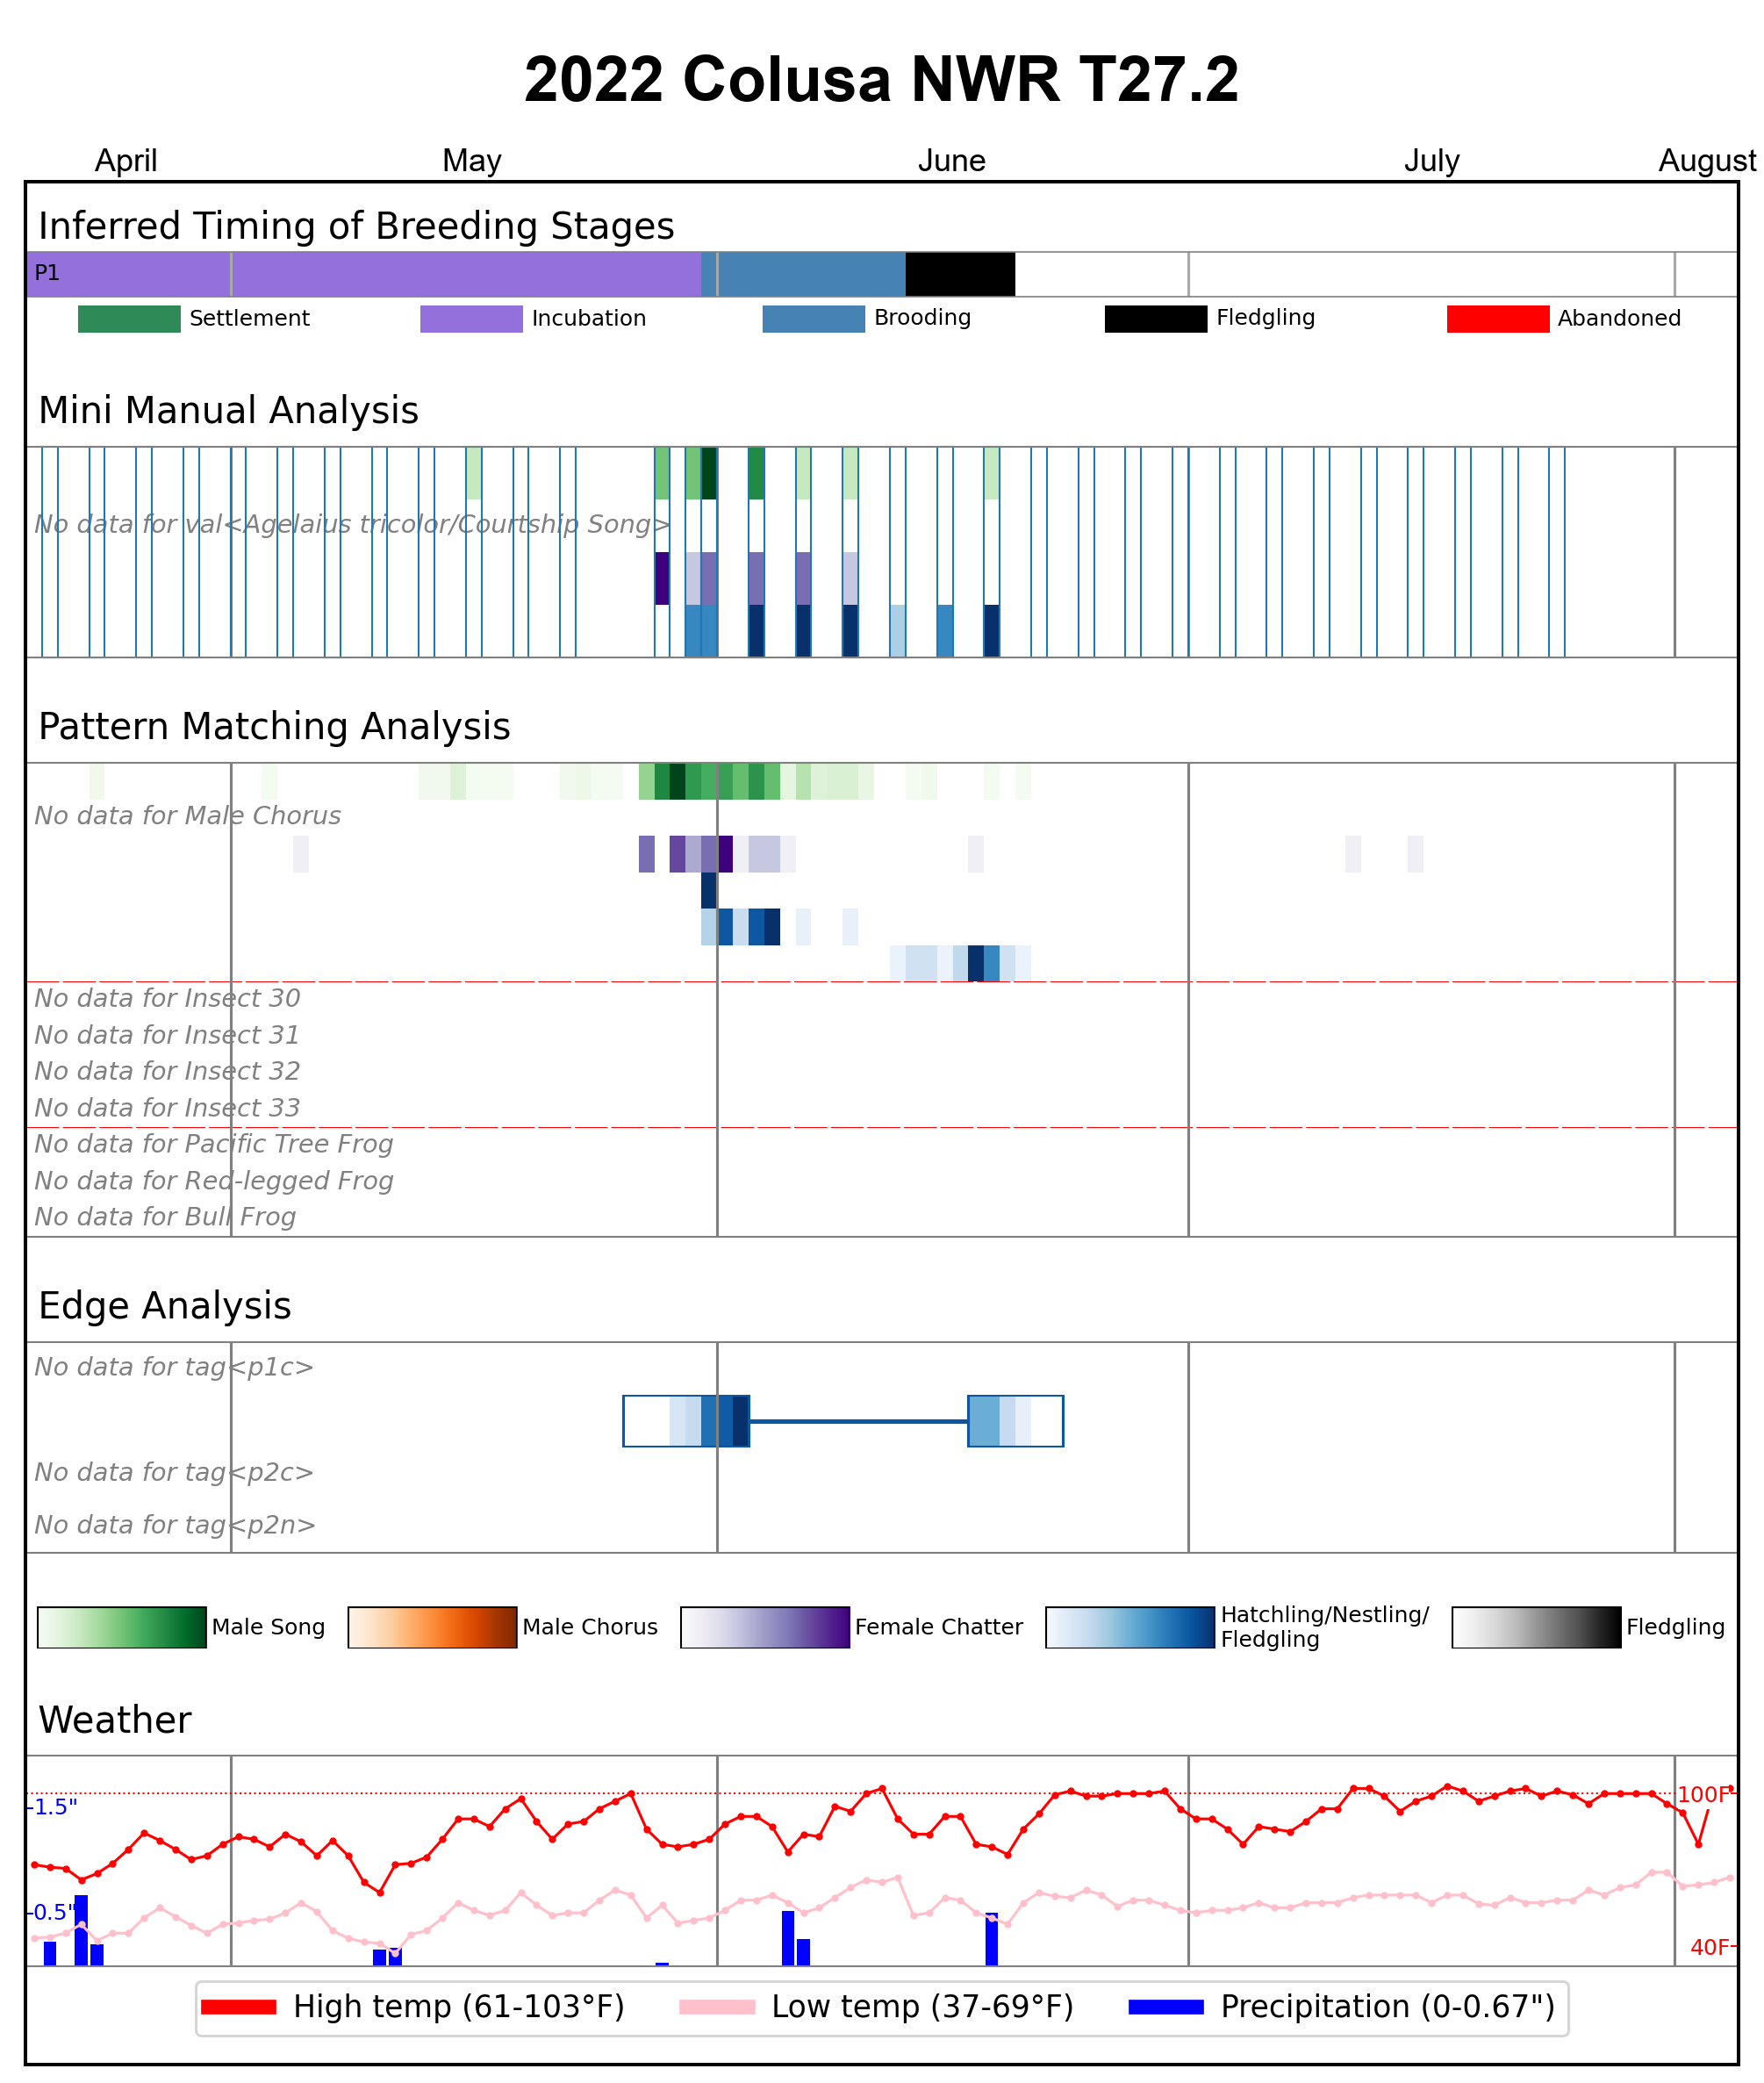 2022 Colusa NWR T27.2
April May June July August
Inferred Timing of Breeding Stages
P1
Settlement Incubation Brooding Fledgling Abandoned
Mini Manual Analysis
No data for val<Agelaius tricolor/Courtship Song>
Pattern Matching Analysis
No data for Male Chorus
No data for Insect 30
No data for Insect 31
No data for Insect 32
No data for Insect 33
No data for Pacific Tree Frog
No data for Red-legged Frog
No data for Bull Frog
Edge Analysis
No data for tag<p1c>
No data for tag<p2c>
No data for tag<p2n>
Male Song Male Chorus Female Chatter Hatchling/Nestling/
Fledgling Fledgling
Weather
1.5" 100F
0.5"
40F
High temp (61-103°F) Low temp (37-69°F) Precipitation (0-0.67")